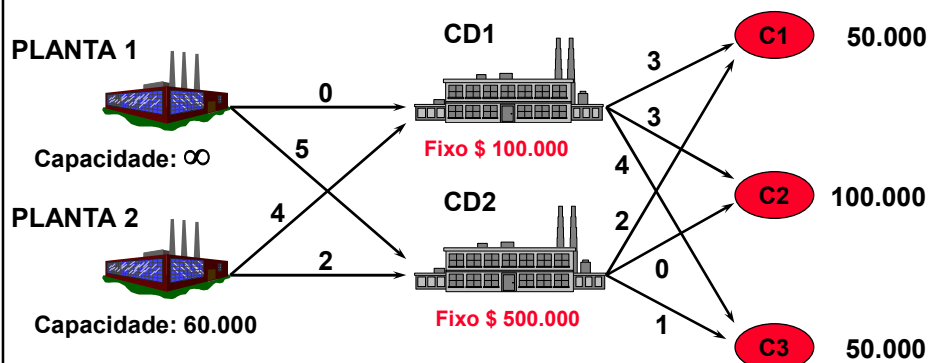 PLANTA 1
CD1
C1 50.000
0
3
Capacidade: ∞
5
Fixo $ 100.000
3
4
PLANTA 2
4
CD2
2
C2 100.000
2
0
Capacidade: 60.000
Fixo $ 500.000
1
C3 50.000